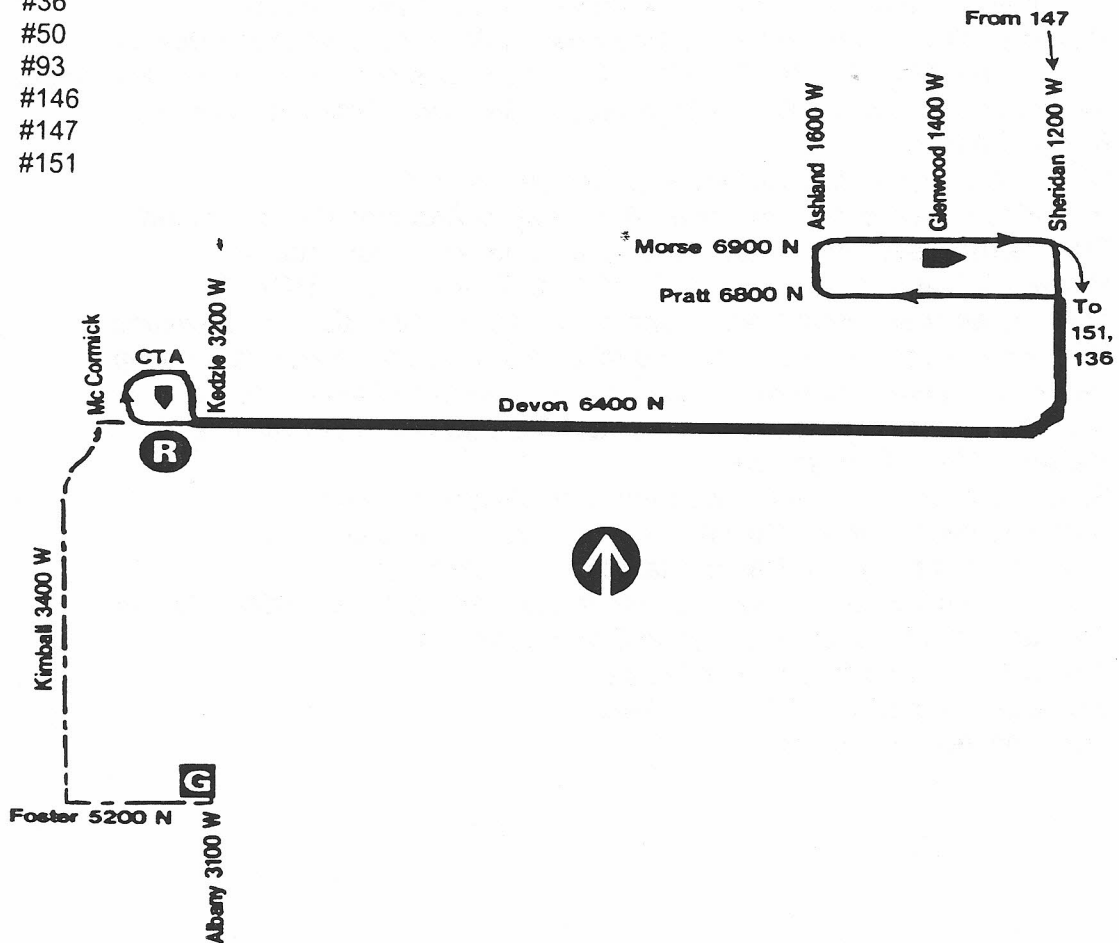 #36
#50
#93
#146
#147
#151
From 147
Ashland 1600 W
Glenwood 1400 W
Sheridan 1200 W
*Morse 6900 N
Pratt 6800 N
To
151,
136
Mc Cormick
CTA
Kedzie 3200 W
Devon 6400 N
R
Kimball 3400 W
G
Foster 5200 N
Albany 3100 W